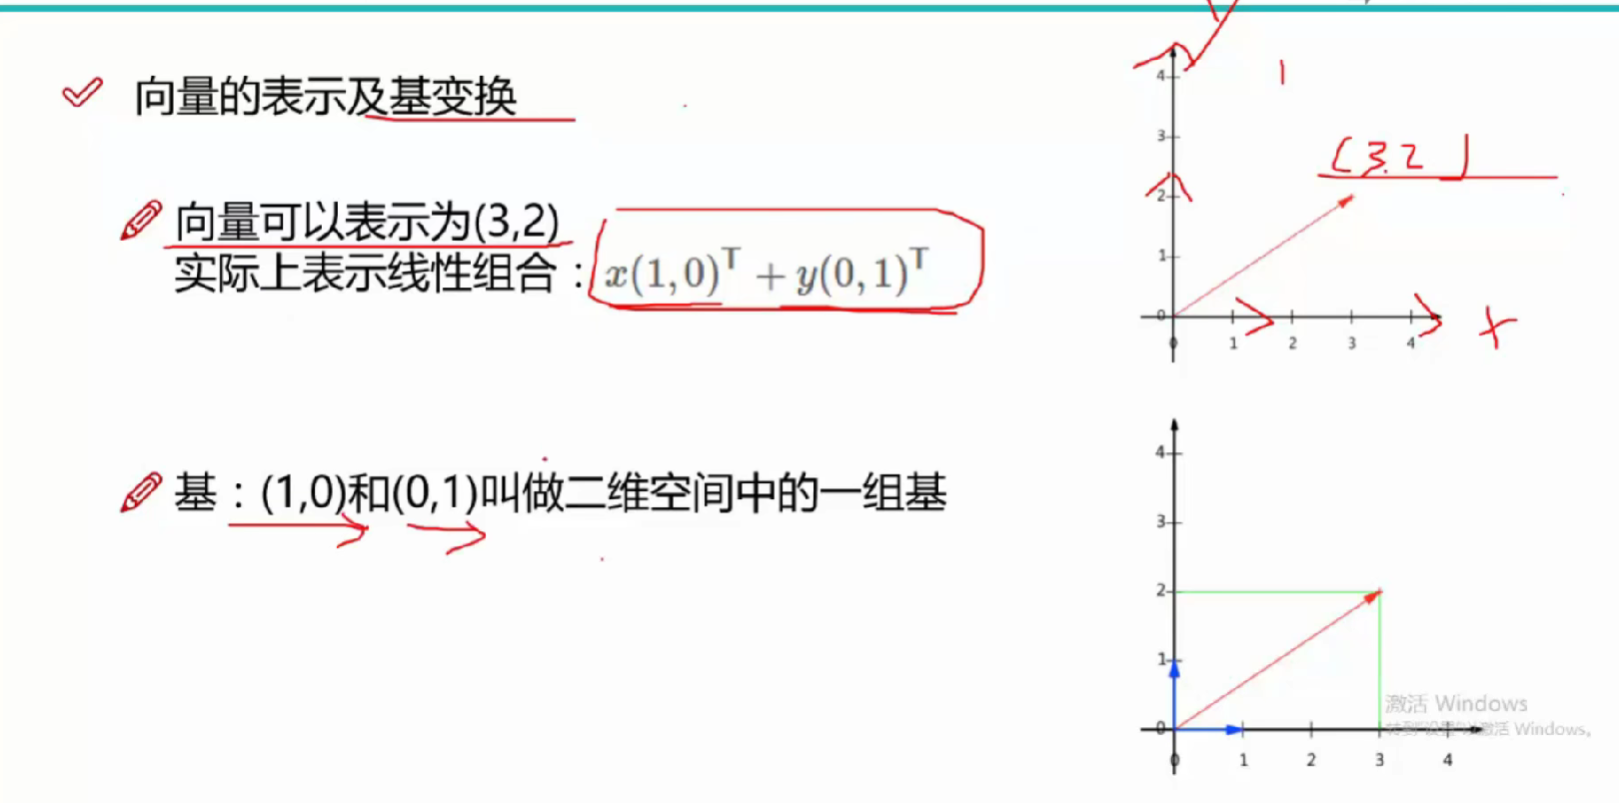 向量的表示及基变换
向量可以表示为(3,2)
实际上表示线性组合：x(1,0)ᵀ + y(0,1)ᵀ
基：(1,0)和(0,1)叫做二维空间中的一组基
y
4
3
2
1
0
0 1 2 3 4
(3.2)
x
4
3
2
1
0
0 1 2 3 4
激活 Windows
转到"设置"以激活 Windows。